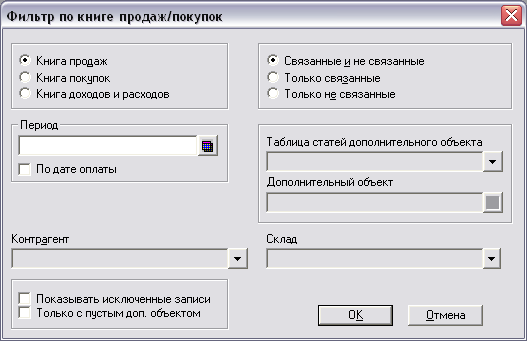 Фильтр по книге продаж/покупок
Книга продаж
Книга покупок
Книга доходов и расходов
Связанные и не связанные
Только связанные
Только не связанные
Период
По дате оплаты
Таблица статей дополнительного объекта
Дополнительный объект
Контрагент
Склад
Показывать исключенные записи
Только с пустым доп. объектом
OK
Отмена